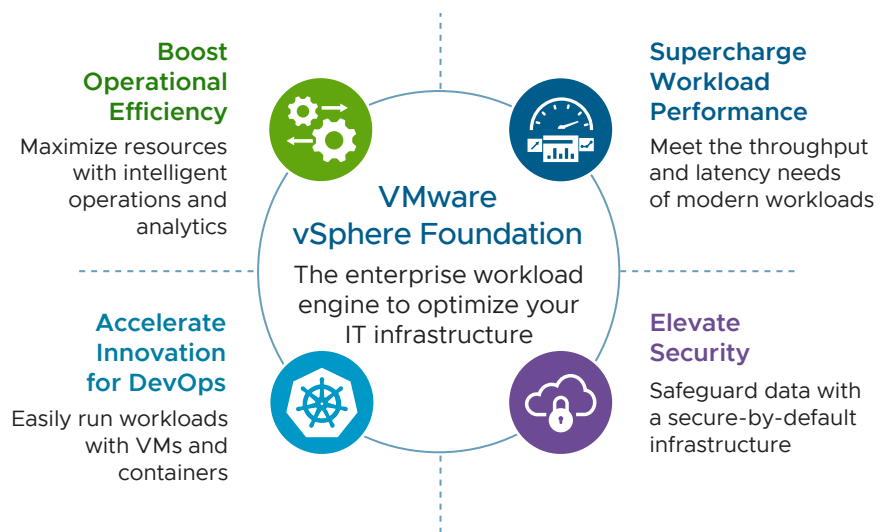 Boost
Operational
Efficiency
Maximize resources
with intelligent
operations and
analytics
Supercharge
Workload
Performance
Meet the throughput
and latency needs
of modern workloads
VMware
vSphere Foundation
The enterprise workload
engine to optimize your
IT infrastructure
Accelerate
Innovation
for DevOps
Easily run workloads
with VMs and
containers
Elevate
Security
Safeguard data with
a secure-by-default
infrastructure